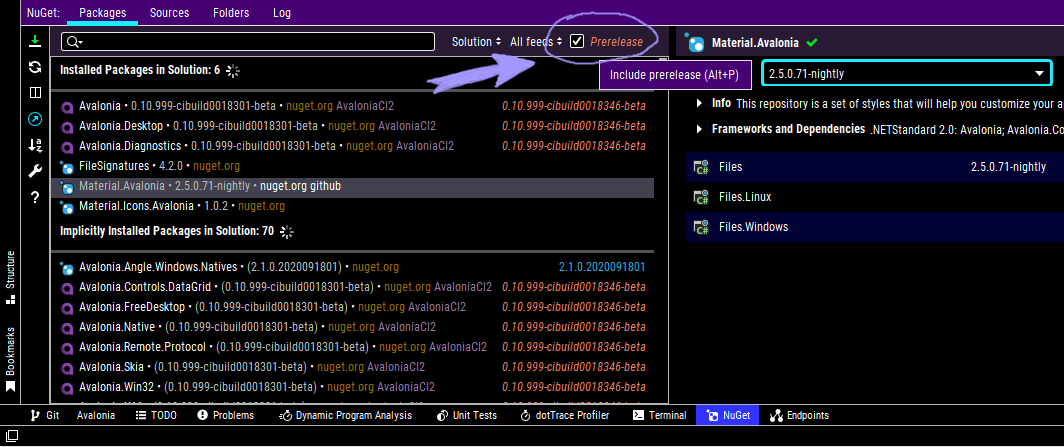 NuGet: Packages Sources Folders Log
Solution All feeds Prerelease
Include prerelease (Alt+P)
Installed Packages in Solution: 6
Avalonia • 0.10.999-cibuild0018301-beta • nuget.org AvaloniaCI2 0.10.999-cibuild0018346-beta
Avalonia.Desktop • 0.10.999-cibuild0018301-beta • nuget.org AvaloniaCI2 0.10.999-cibuild0018346-beta
Avalonia.Diagnostics • 0.10.999-cibuild0018301-beta • nuget.org AvaloniaCI2 0.10.999-cibuild0018346-beta
FileSignatures • 4.2.0 • nuget.org
Material.Avalonia • 2.5.0.71-nightly • nuget.org github
Material.Icons.Avalonia • 1.0.2 • nuget.org
Implicitly Installed Packages in Solution: 70
Avalonia.Angle.Windows.Natives • (2.1.0.2020091801) • nuget.org 2.1.0.2020091801
Avalonia.Controls.DataGrid • (0.10.999-cibuild0018301-beta) • nuget.org AvaloniaCI2 0.10.999-cibuild0018346-beta
Avalonia.FreeDesktop • (0.10.999-cibuild0018301-beta) • nuget.org AvaloniaCI2 0.10.999-cibuild0018346-beta
Avalonia.Native • (0.10.999-cibuild0018301-beta) • nuget.org AvaloniaCI2 0.10.999-cibuild0018346-beta
Avalonia.Remote.Protocol • (0.10.999-cibuild0018301-beta) • nuget.org AvaloniaCI2 0.10.999-cibuild0018346-beta
Avalonia.Skia • (0.10.999-cibuild0018301-beta) • nuget.org AvaloniaCI2 0.10.999-cibuild0018346-beta
Avalonia.Win32 • (0.10.999-cibuild0018301-beta) • nuget.org AvaloniaCI2 0.10.999-cibuild0018346-beta
Material.Avalonia
2.5.0.71-nightly
Info This repository is a set of styles that will help you customize your a
Frameworks and Dependencies .NETStandard 2.0: Avalonia; Avalonia.Co
Files 2.5.0.71-nightly
Files.Linux
Files.Windows
Structure
Bookmarks
Git Avalonia TODO Problems Dynamic Program Analysis Unit Tests dotTrace Profiler Terminal NuGet Endpoints